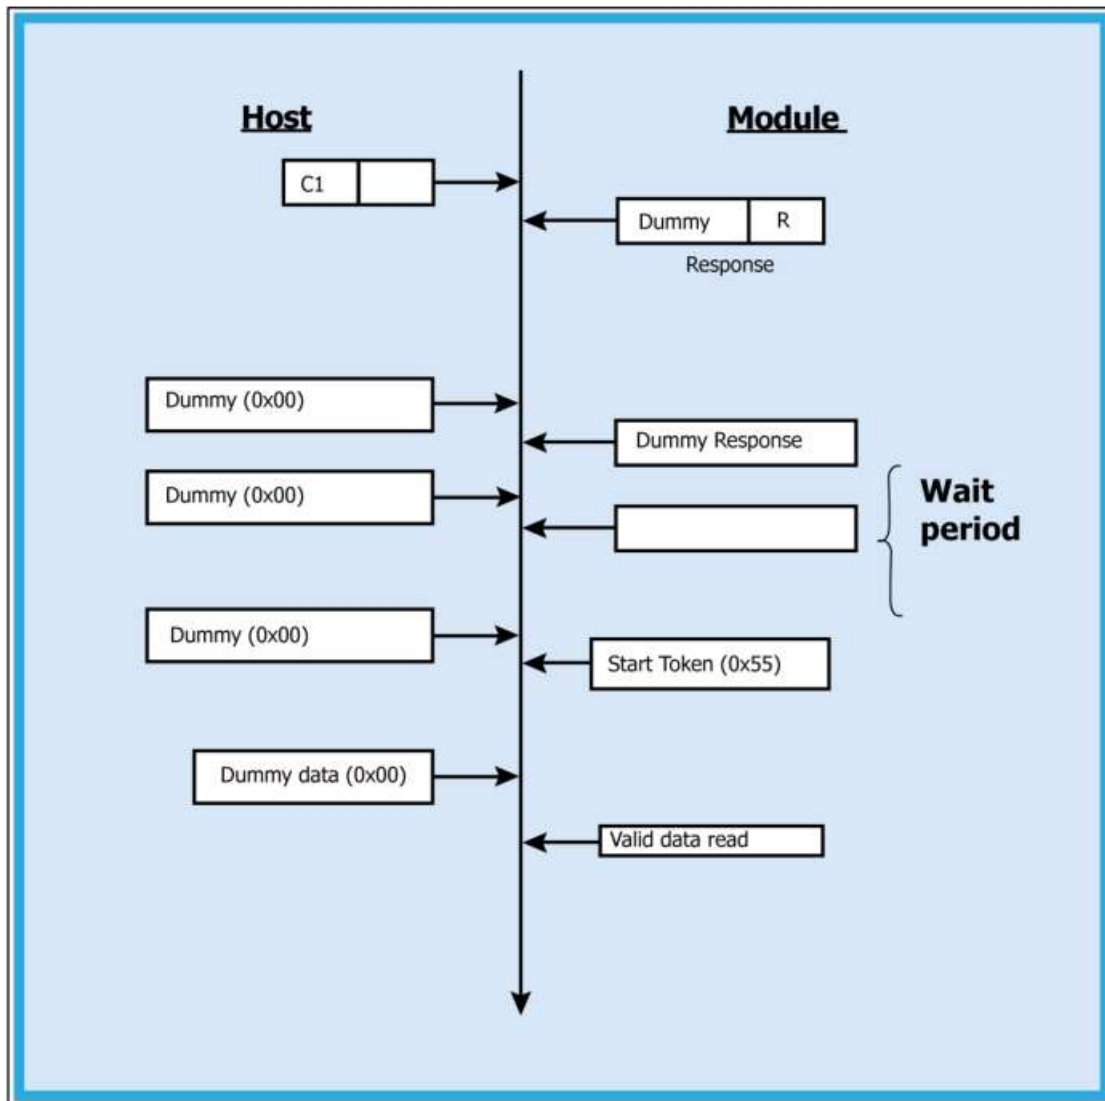 Host
Module
C1
Dummy
R
Response
Dummy (0x00)
Dummy Response
Dummy (0x00)
Wait
period
Dummy (0x00)
Start Token (0x55)
Dummy data (0x00)
Valid data read